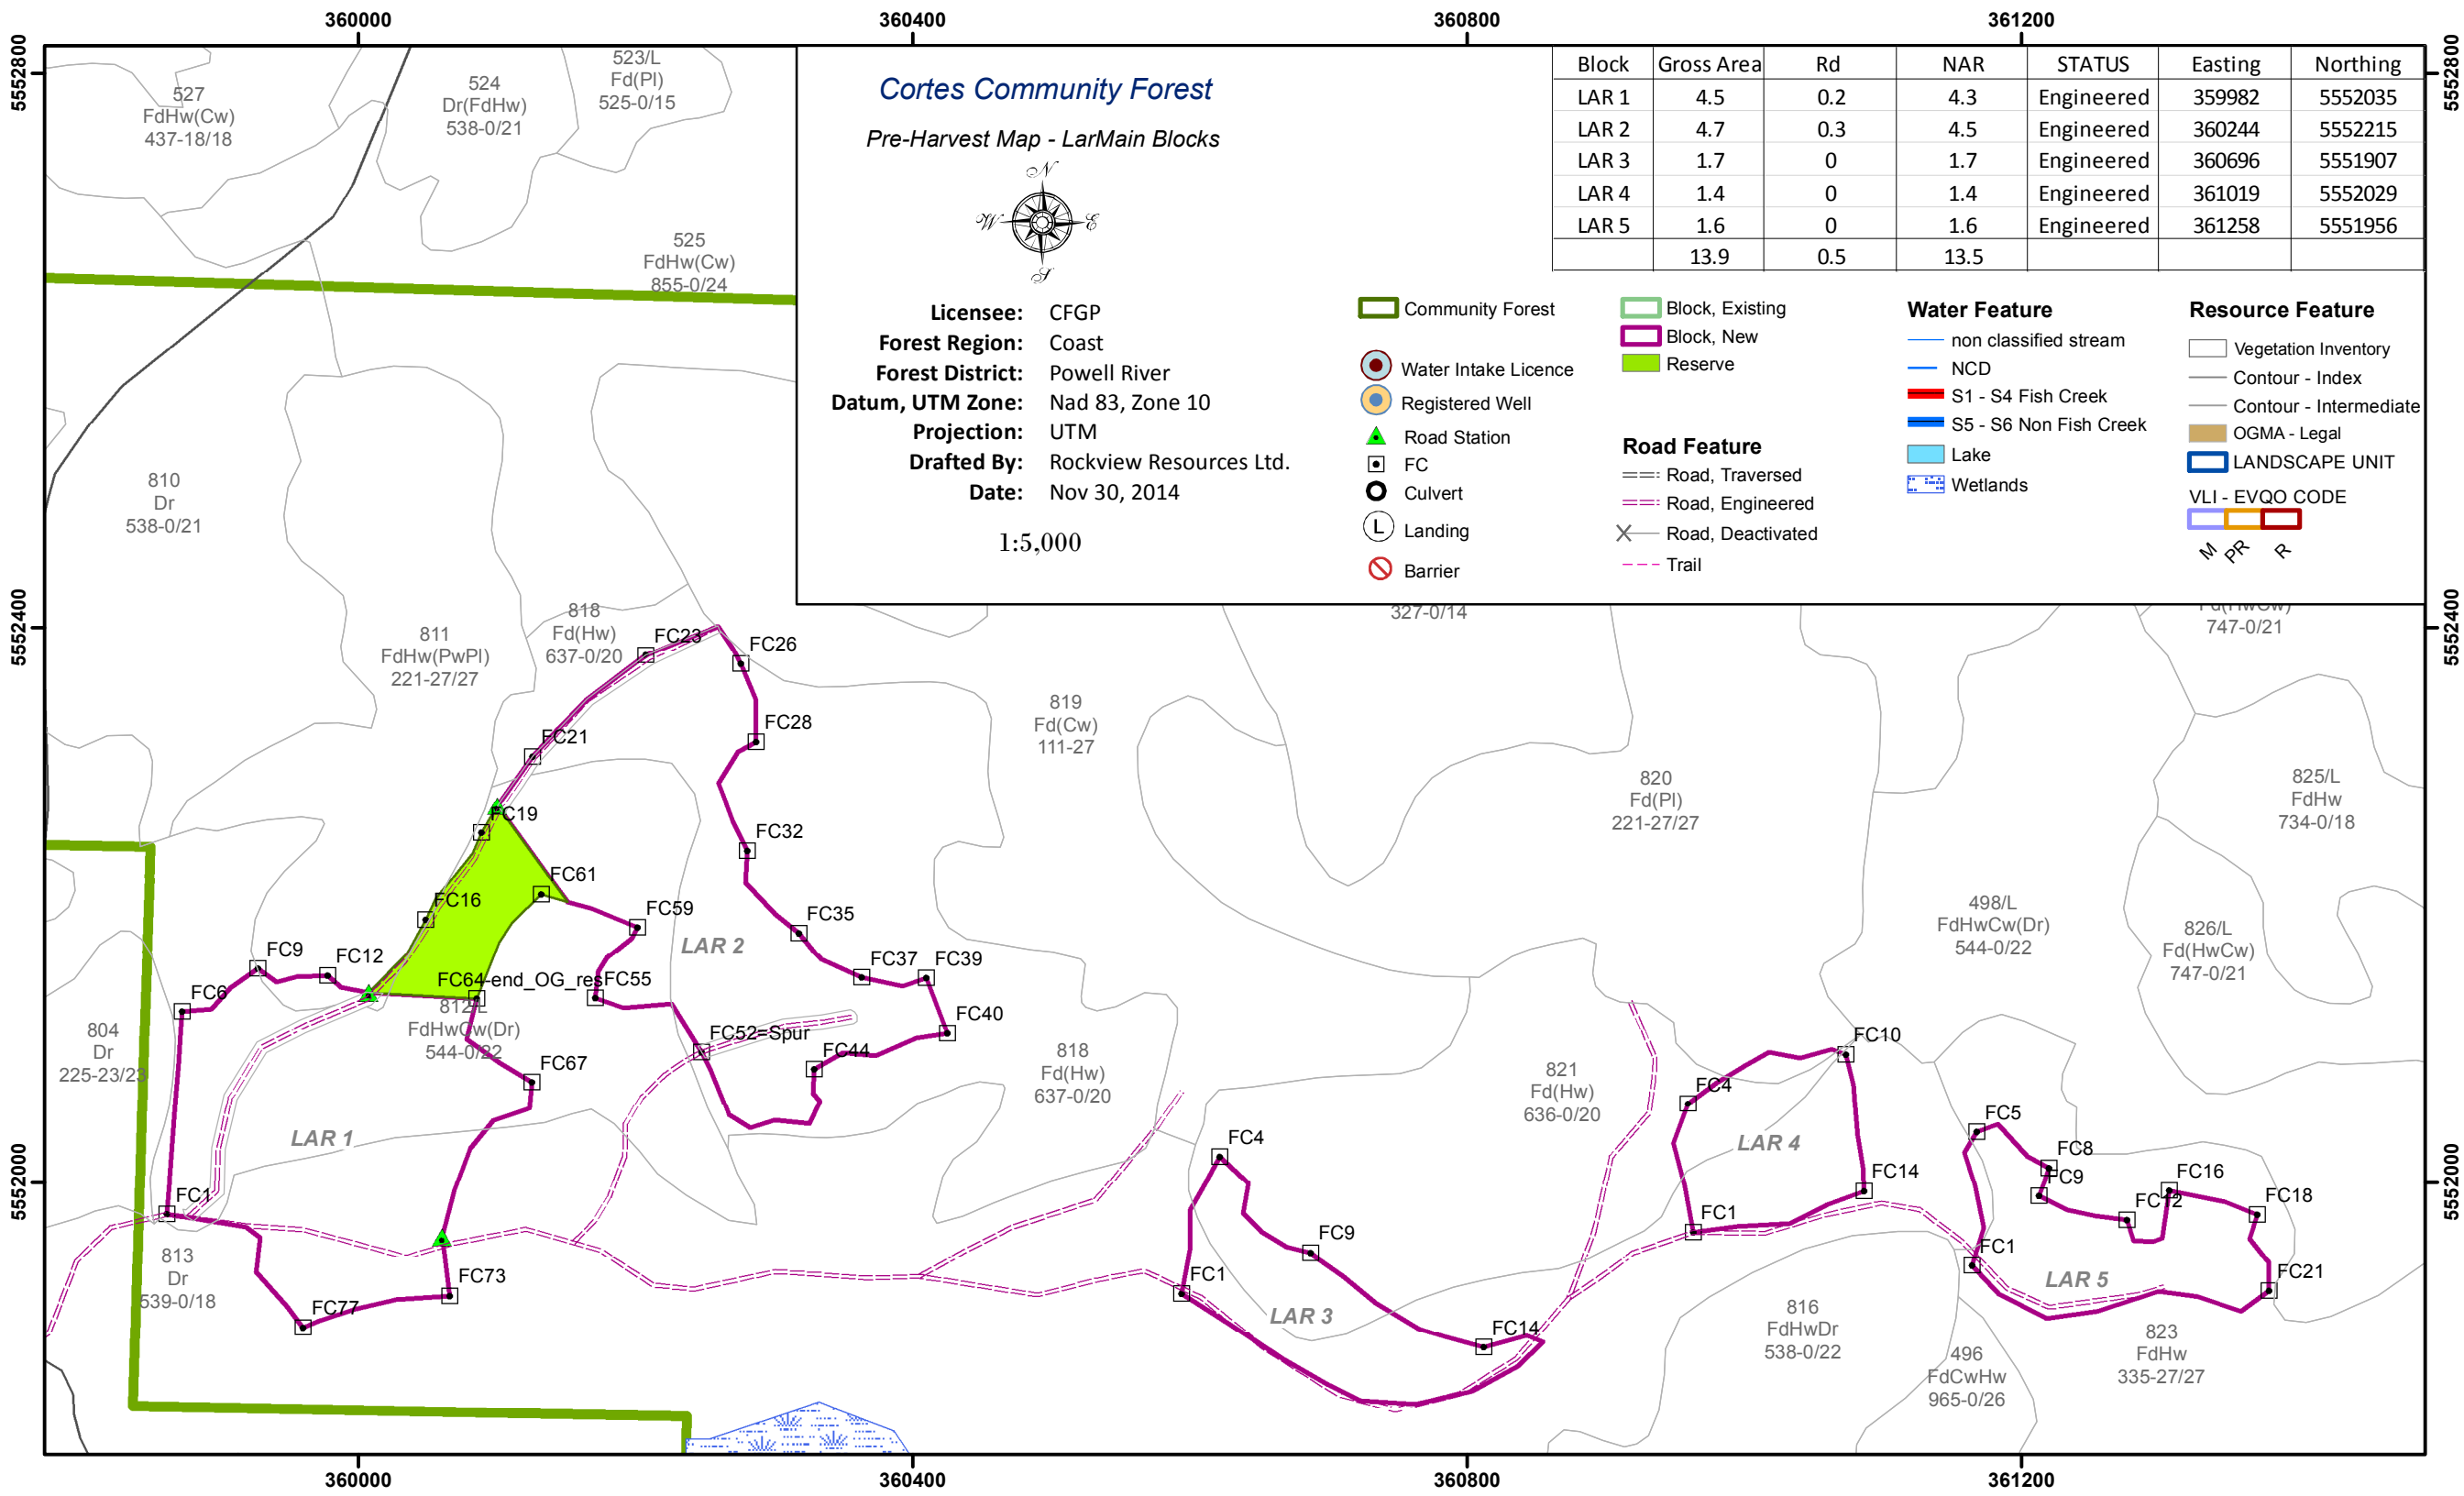 360000 360400 360800 361200
5552800 5552800
5552400 5552400
5552000 5552000
360000 360400 360800 361200
Cortes Community Forest
Pre-Harvest Map - LarMain Blocks
N
W E
S
Licensee: CFGP
Forest Region: Coast
Forest District: Powell River
Datum, UTM Zone: Nad 83, Zone 10
Projection: UTM
Drafted By: Rockview Resources Ltd.
Date: Nov 30, 2014
1:5,000
Block Gross Area Rd NAR STATUS Easting Northing
LAR 1 4.5 0.2 4.3 Engineered 359982 5552035
LAR 2 4.7 0.3 4.5 Engineered 360244 5552215
LAR 3 1.7 0 1.7 Engineered 360696 5551907
LAR 4 1.4 0 1.4 Engineered 361019 5552029
LAR 5 1.6 0 1.6 Engineered 361258 5551956
13.9 0.5 13.5
Community Forest
Water Intake Licence
Registered Well
Road Station
FC
Culvert
L Landing
Barrier
Block, Existing
Block, New
Reserve
Road Feature
Road, Traversed
Road, Engineered
Road, Deactivated
Trail
Water Feature
non classified stream
NCD
S1 - S4 Fish Creek
S5 - S6 Non Fish Creek
Lake
Wetlands
Resource Feature
Vegetation Inventory
Contour - Index
Contour - Intermediate
OGMA - Legal
LANDSCAPE UNIT
VLI - EVQO CODE
M PR R
527
FdHw(Cw)
437-18/18
524
Dr(FdHw)
538-0/21
523/L
Fd(Pl)
525-0/15
525
FdHw(Cw)
855-0/24
810
Dr
538-0/21
811
FdHw(PwPl)
221-27/27
818
Fd(Hw)
637-0/20
819
Fd(Cw)
111-27
327-0/14
Fd(HwCw)
747-0/21
820
Fd(Pl)
221-27/27
825/L
FdHw
734-0/18
498/L
FdHwCw(Dr)
544-0/22
826/L
Fd(HwCw)
747-0/21
804
Dr
225-23/23
812/L
FdHwCw(Dr)
544-0/22
818
Fd(Hw)
637-0/20
821
Fd(Hw)
636-0/20
813
Dr
539-0/18
816
FdHwDr
538-0/22
496
FdCwHw
965-0/26
823
FdHw
335-27/27
LAR 1
FC1
FC6
FC9
FC12
FC16
FC19
FC21
FC23
FC26
FC28
FC32
FC35
FC37
FC39
FC40
FC44
FC52=Spur
FC55
FC59
FC61
FC64-end_OG_res
FC67
FC73
FC77
LAR 2
LAR 3
FC1
FC4
FC9
FC14
LAR 4
FC1
FC4
FC10
FC14
LAR 5
FC1
FC5
FC8
FC9
FC12
FC16
FC18
FC21